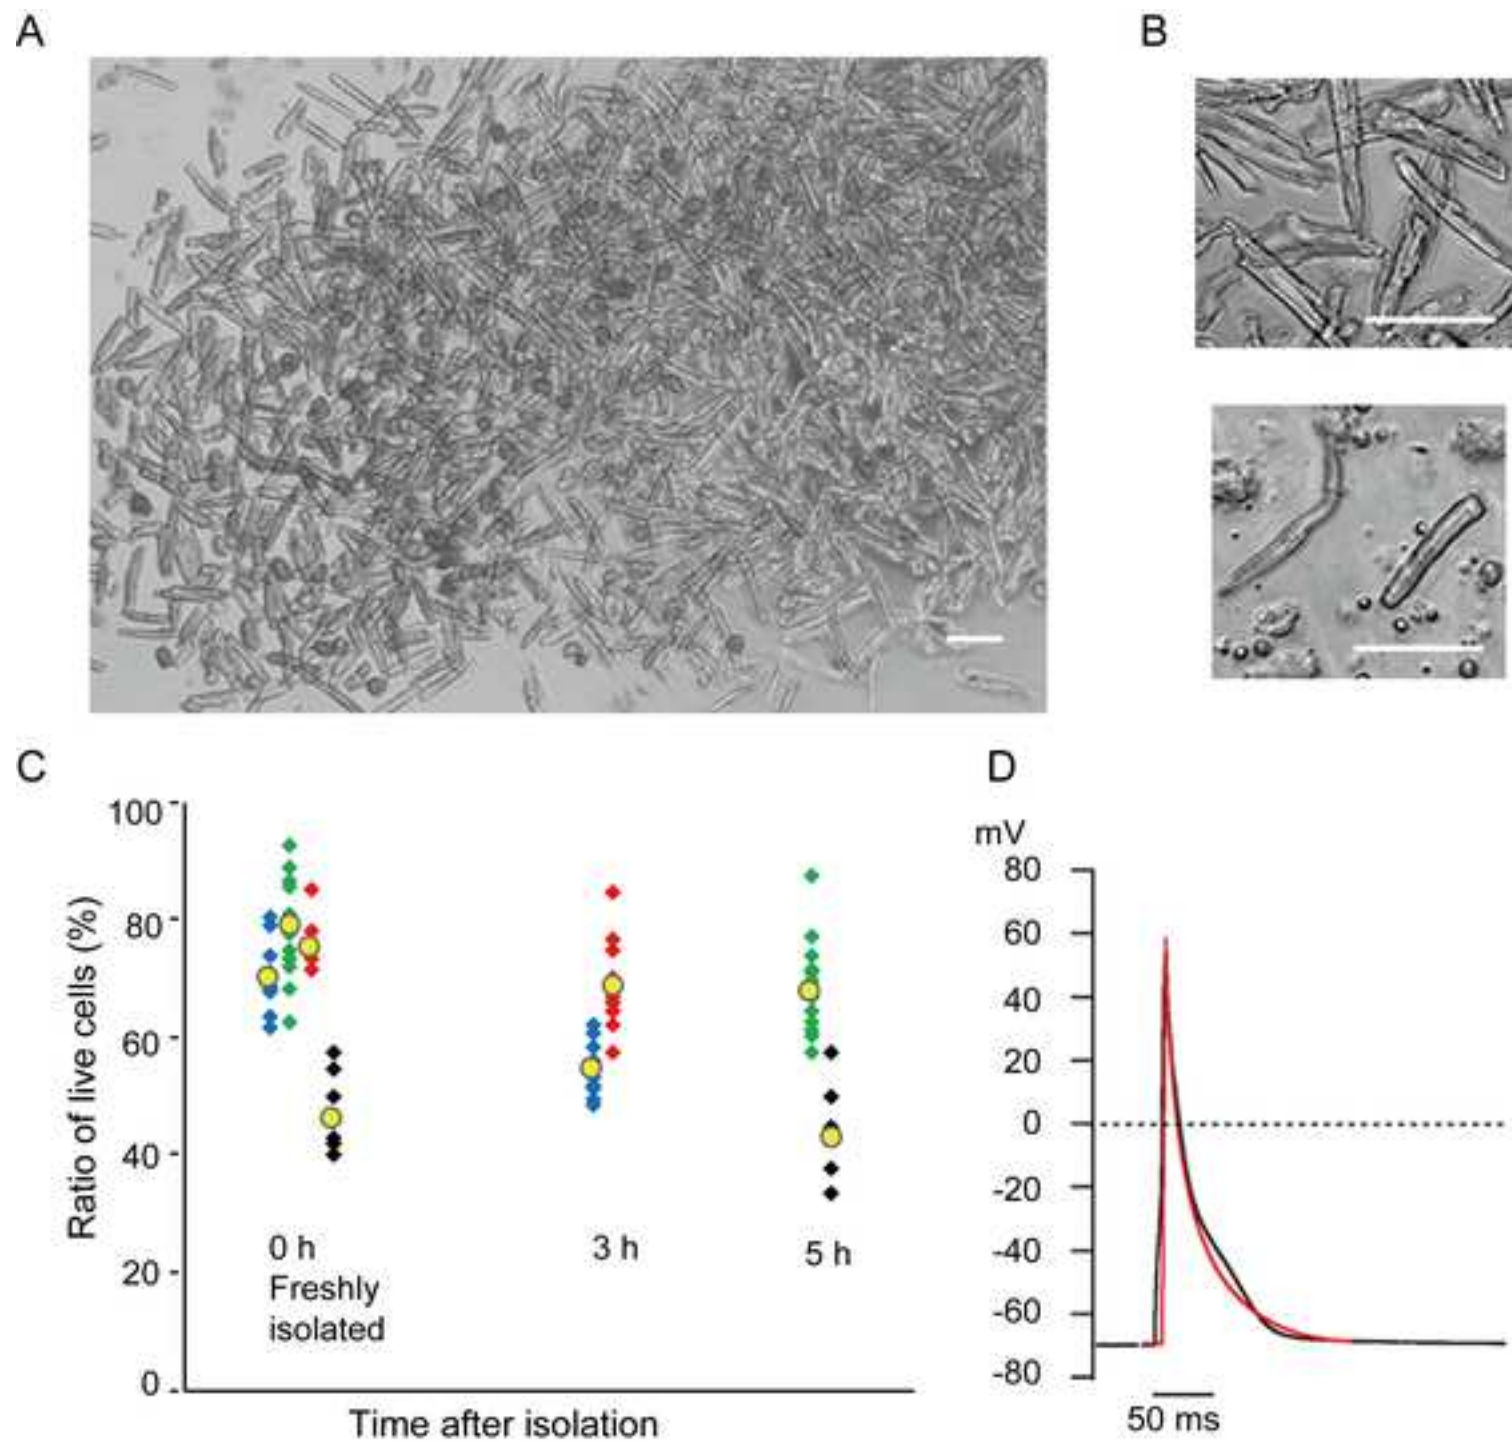 A
B
C
100
80
60
40
20
0
Ratio of live cells (%)
0 h
Freshly
isolated
3 h
5 h
Time after isolation
D
mV
80
60
40
20
0
-20
-40
-60
-80
50 ms